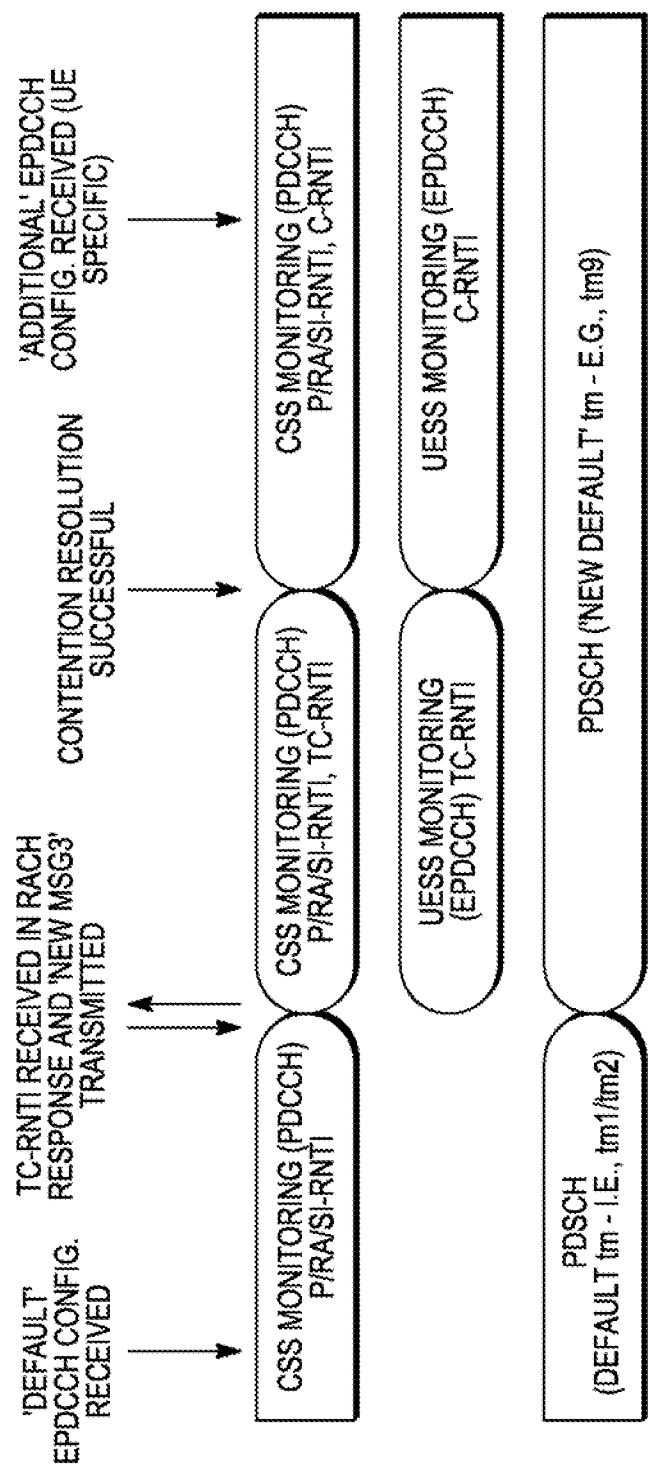 'DEFAULT'
EPDCCH CONFIG.
RECEIVED
TC-RNTI RECEIVED IN RACH
RESPONSE AND 'NEW MSG3'
TRANSMITTED
CONTENTION RESOLUTION
SUCCESSFUL
'ADDITIONAL' EPDCCH
CONFIG. RECEIVED (UE
SPECIFIC)
CSS MONITORING (PDCCH)
P/RA/SI-RNTI
CSS MONITORING (PDCCH)
P/RA/SI-RNTI, TC-RNTI
CSS MONITORING (PDCCH)
P/RA/SI-RNTI, C-RNTI
UESS MONITORING
(EPDCCH) TC-RNTI
UESS MONITORING (EPDCCH)
C-RNTI
PDSCH
(DEFAULT tm - I.E., tm1/tm2)
PDSCH ('NEW DEFAULT' tm - E.G., tm9)